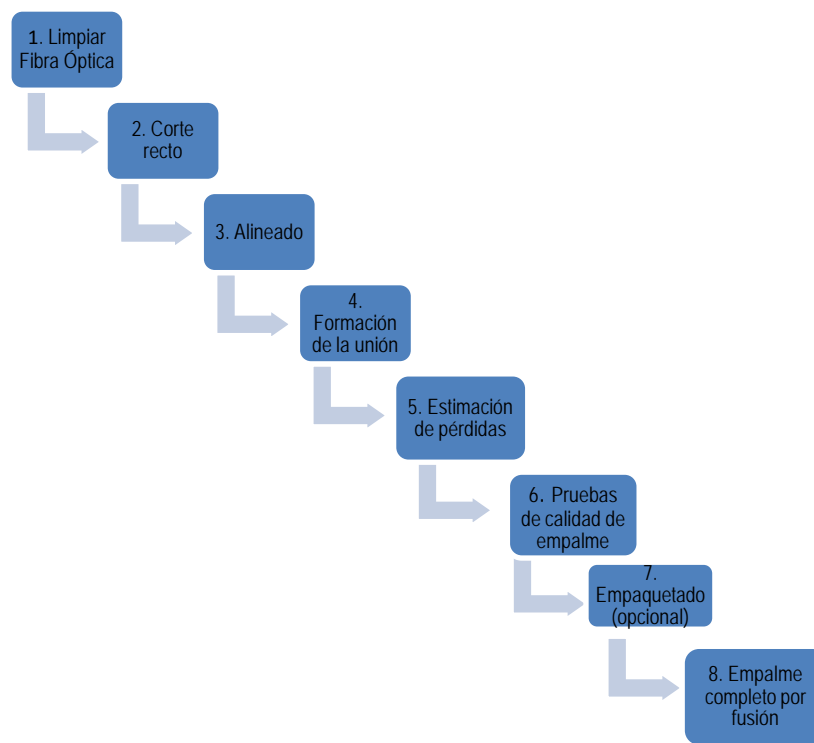 1. Limpiar
Fibra Óptica
2. Corte
recto
3. Alineado
4.
Formación
de la unión
5. Estimación
de pérdidas
6. Pruebas
de calidad de
empalme
7.
Empaquetado
(opcional)
8. Empalme
completo por
fusión